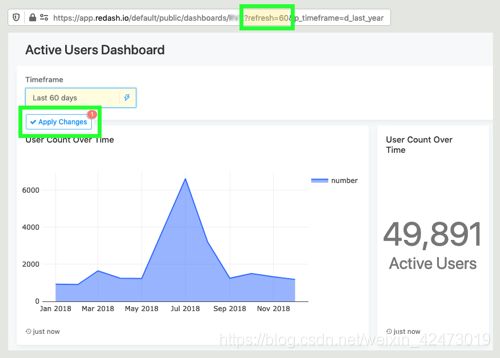 https://app.redash.io/default/public/dashboards/ ?refresh=60&p_timeframe=d_last_year
Active Users Dashboard
Timeframe
Last 60 days
Apply Changes
1
User Count Over Time
6000
4000
2000
0
Jan 2018 Mar 2018 May 2018 Jul 2018 Sep 2018 Nov 2018
number
just now
User Count Over
Time
49,891
Active Users
just now
https://blog.csdn.net/weixin_42473019